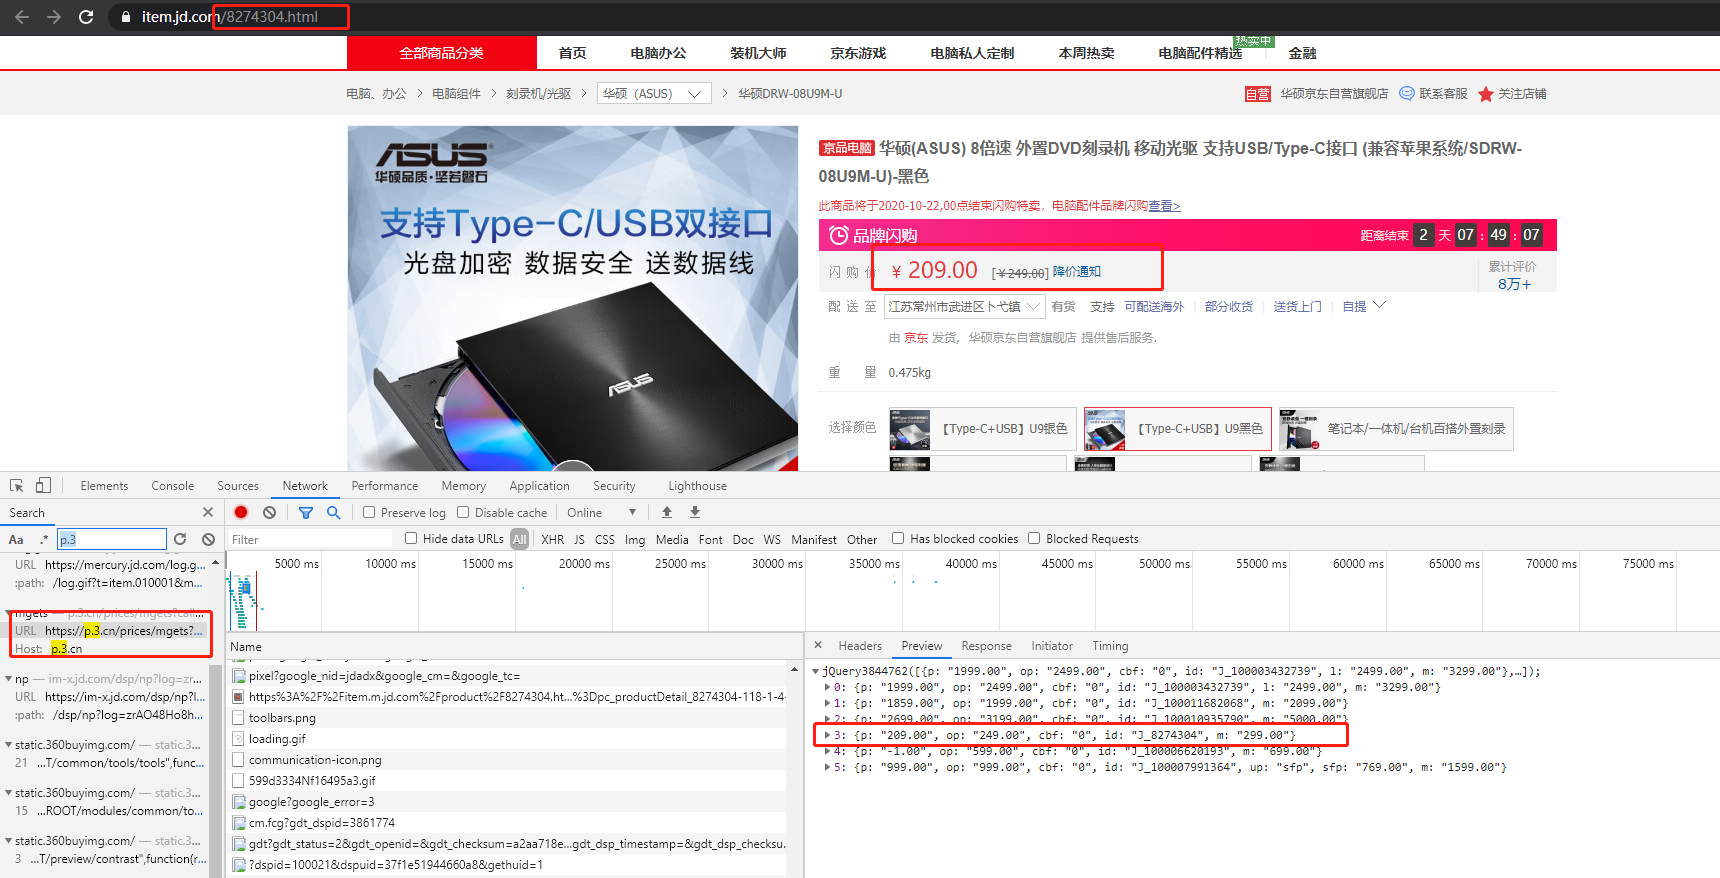 item.jd.com/8274304.html
全部商品分类 首页 电脑办公 装机大师 京东游戏 电脑私人定制 本周热卖 电脑配件精选 热卖中 金融
电脑、办公 > 电脑组件 > 刻录机/光驱 > 华硕（ASUS） > 华硕DRW-08U9M-U 自营 华硕京东自营旗舰店 联系客服 关注店铺
ASUS
华硕品质·坚若磐石
支持Type-C/USB双接口
光盘加密 数据安全 送数据线
ASUS
京品电脑 华硕(ASUS) 8倍速 外置DVD刻录机 移动光驱 支持USB/Type-C接口 (兼容苹果系统/SDRW-
08U9M-U)-黑色
此商品将于2020-10-22,00点结束闪购特卖，电脑配件品牌闪购查看>
品牌闪购 距离结束 2 天 07 : 49 : 07
闪 购 价 ￥ 209.00 [￥249.00] 降价通知 累计评价
8万+
配 送 至 江苏常州市武进区卜弋镇 有货 支持 可配送海外 部分收货 送货上门 自提
由 京东 发货, 华硕京东自营旗舰店 提供售后服务.
重 量 0.475kg
选择颜色 【Type-C+USB】U9银色 【Type-C+USB】U9黑色 笔记本/一体机/台机百搭外置刻录
Elements Console Sources Network Performance Memory Application Security Lighthouse
Search
Preserve log Disable cache Online
Aa .* p.3
Filter Hide data URLs All XHR JS CSS Img Media Font Doc WS Manifest Other Has blocked cookies Blocked Requests
URL https://mercury.jd.com/log.g...
:path: /log.gif?t=item.010001&m...
mgets — p.3.cn/prices/mgets?call...
URL https://p.3.cn/prices/mgets?...
Host: p.3.cn
np — im-x.jd.com/dsp/np?log=zr...
URL https://im-x.jd.com/dsp/np?l...
:path: /dsp/np?log=zrAO48Ho8h...
static.360buyimg.com/ — static.3...
21 ...T/common/tools/tools",func...
static.360buyimg.com/ — static.3...
15 ...ROOT/modules/common/to...
static.360buyimg.com/ — static.3...
3 ...T/preview/contrast",function(r...
5000 ms 10000 ms 15000 ms 20000 ms 25000 ms 30000 ms 35000 ms 40000 ms 45000 ms 50000 ms 55000 ms 60000 ms 65000 ms 70000 ms 75000 ms
Name
pixel?google_nid=jdadx&google_cm=&google_tc=
https%3A%2F%2Fitem.m.jd.com%2Fproduct%2F8274304.ht...%3Dpc_productDetail_8274304-118-1-4-
toolbars.png
loading.gif
communication-icon.png
599d3334Nf16495a3.gif
google?google_error=3
cm.fcg?gdt_dspid=3861774
gdt?gdt_status=2&gdt_openid=&gdt_checksum=a2aa718e...gdt_dsp_timestamp=&gdt_dsp_checksu.
?dspid=100021&dspuid=37f1e51944660a8&gethuid=1
Headers Preview Response Initiator Timing
jQuery3844762([{p: "1999.00", op: "2499.00", cbf: "0", id: "J_100003432739", l: "2499.00", m: "3299.00"},…]);
0: {p: "1999.00", op: "2499.00", cbf: "0", id: "J_100003432739", l: "2499.00", m: "3299.00"}
1: {p: "1859.00", op: "1999.00", cbf: "0", id: "J_100011682068", m: "2099.00"}
2: {p: "2699.00", op: "3199.00", cbf: "0", id: "J_100010935790", m: "5000.00"}
3: {p: "209.00", op: "249.00", cbf: "0", id: "J_8274304", m: "299.00"}
4: {p: "-1.00", op: "599.00", cbf: "0", id: "J_100006620193", m: "699.00"}
5: {p: "999.00", op: "999.00", cbf: "0", id: "J_100007991364", up: "sfp", sfp: "769.00", m: "1599.00"}